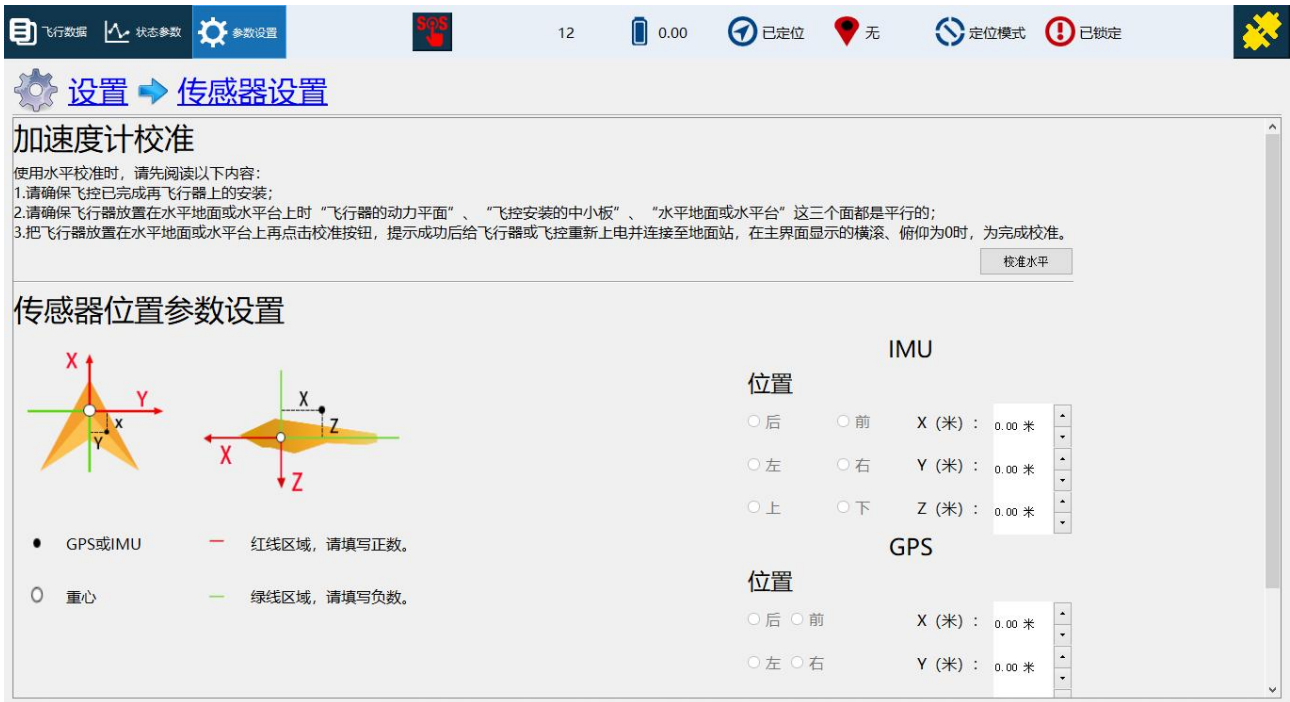 飞行数据 状态参数 参数设置 SOS 12 0.00 已定位 无 定位模式 已锁定
设置 传感器设置
加速度计校准
使用水平校准时，请先阅读以下内容：
1.请确保飞控已完成再飞行器上的安装；
2.请确保飞行器放置在水平地面或水平台上时“飞行器的动力平面”、“飞控安装的中小板”、“水平地面或水平台”这三个面都是平行的；
3.把飞行器放置在水平地面或水平台上再点击校准按钮，提示成功后给飞行器或飞控重新上电并连接至地面站，在主界面显示的横滚、俯仰为0时，为完成校准。
校准水平
传感器位置参数设置
X Y X Y
X Z X Z
GPS或IMU 红线区域，请填写正数。
重心 绿线区域，请填写负数。
IMU
位置
后 前 X（米）： 0.00 米
左 右 Y（米）： 0.00 米
上 下 Z（米）： 0.00 米
GPS
位置
后 前 X（米）： 0.00 米
左 右 Y（米）： 0.00 米